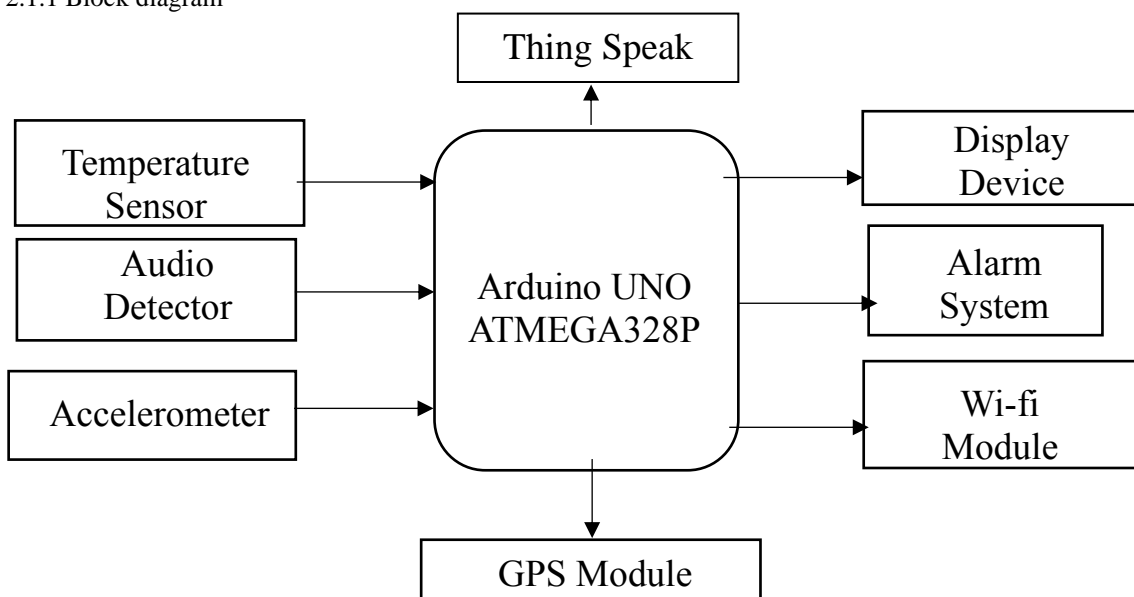 2.1.1 Block diagram
Thing Speak
Temperature
Sensor
Audio
Detector
Accelerometer
Arduino UNO
ATMEGA328P
Display
Device
Alarm
System
Wi-fi
Module
GPS Module